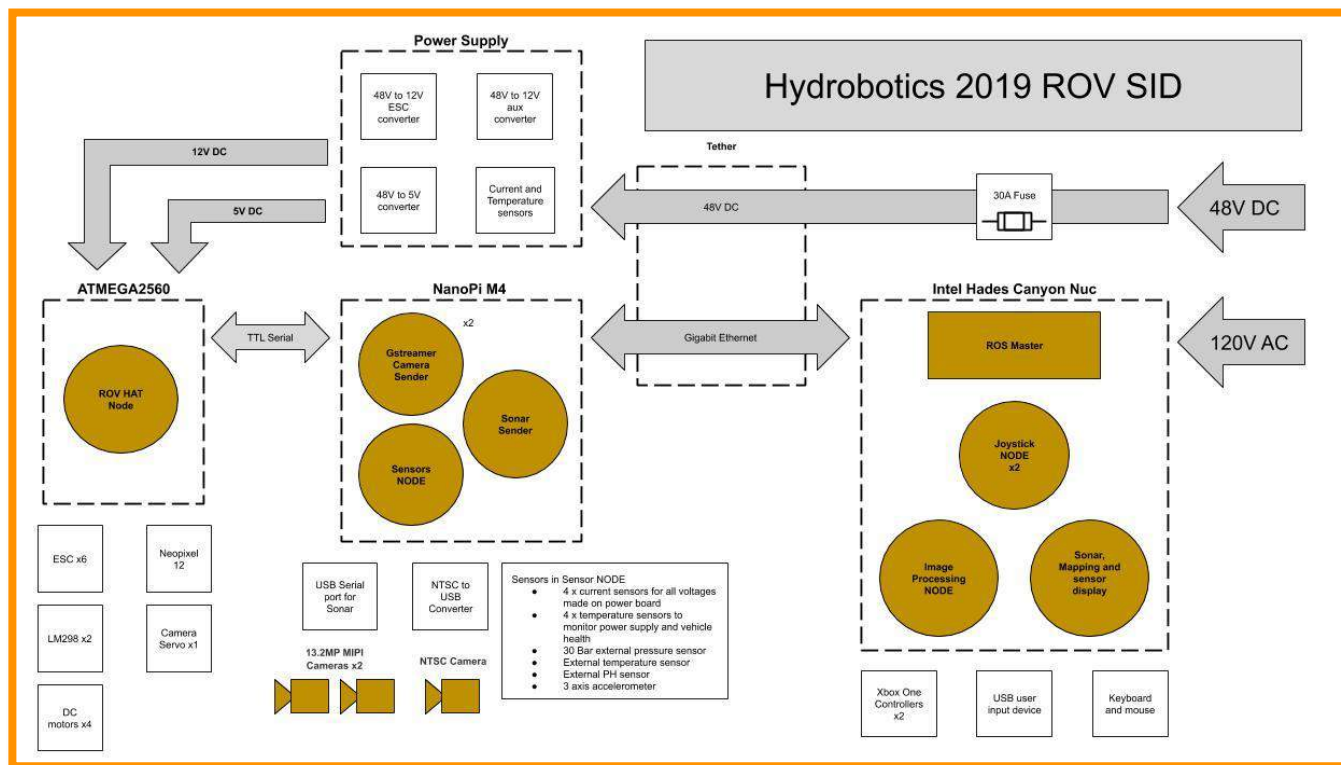 Power Supply
Hydrobotics 2019 ROV SID
48V to 12V
ESC
converter
48V to 12V
aux
converter
48V to 5V
converter
Current and
Temperature
sensors
12V DC
5V DC
Tether
48V DC
30A Fuse
48V DC
ATMEGA2560
NanoPi M4
Intel Hades Canyon Nuc
ROV HAT
Node
TTL Serial
x2
Gstreamer
Camera
Sender
Sonar
Sender
Sensors
NODE
Gigabit Ethernet
ROS Master
120V AC
Joystick
NODE
x2
Image
Processing
NODE
Sonar,
Mapping and
sensor
display
ESC x6
Neopixel
12
LM298 x2
Camera
Servo x1
DC
motors x4
USB Serial
port for
Sonar
NTSC to
USB
Converter
13.2MP MIPI
Cameras x2
NTSC Camera
Sensors in Sensor NODE
● 4 x current sensors for all voltages
made on power board
● 4 x temperature sensors to
monitor power supply and vehicle
health
● 30 Bar external pressure sensor
● External temperature sensor
● External PH sensor
● 3 axis accelerometer
Xbox One
Controllers
x2
USB user
input device
Keyboard
and mouse